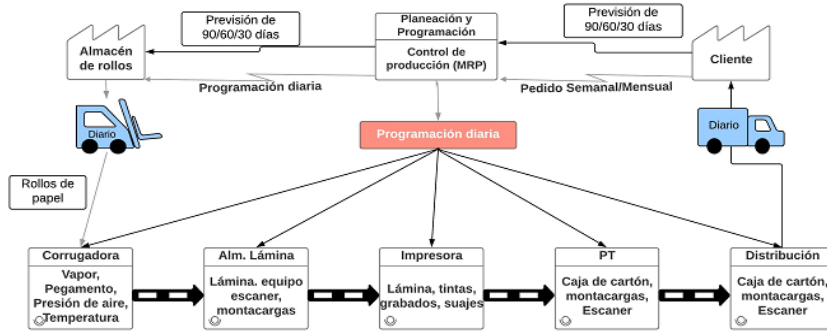 Previsión de
90/60/30 días
Planeación y
Programación
Control de
producción (MRP)
Previsión de
90/60/30 días
Almacén
de rollos
Cliente
Programación diaria
Pedido Semanal/Mensual
Diario
Programación diaria
Diario
Rollos de
papel
Corrugadora
Vapor,
Pegamento,
Presión de aire,
Temperatura
Alm. Lámina
Lámina. equipo
escaner,
montacargas
Impresora
Lámina, tintas,
grabados, suajes
PT
Caja de cartón,
montacargas,
Escaner
Distribución
Caja de cartón,
montacargas,
Escaner